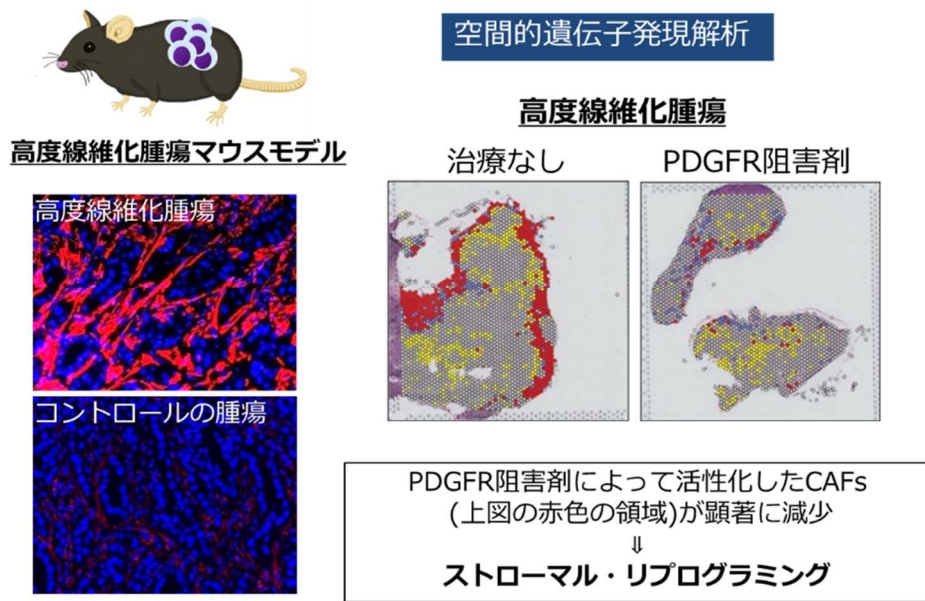 空間的遺伝子発現解析
高度線維化腫瘍マウスモデル
高度線維化腫瘍
コントロールの腫瘍
高度線維化腫瘍
治療なし
PDGFR阻害剤
PDGFR阻害剤によって活性化したCAFs
(上図の赤色の領域)が顕著に減少
⇓
ストローマル・リプログラミング